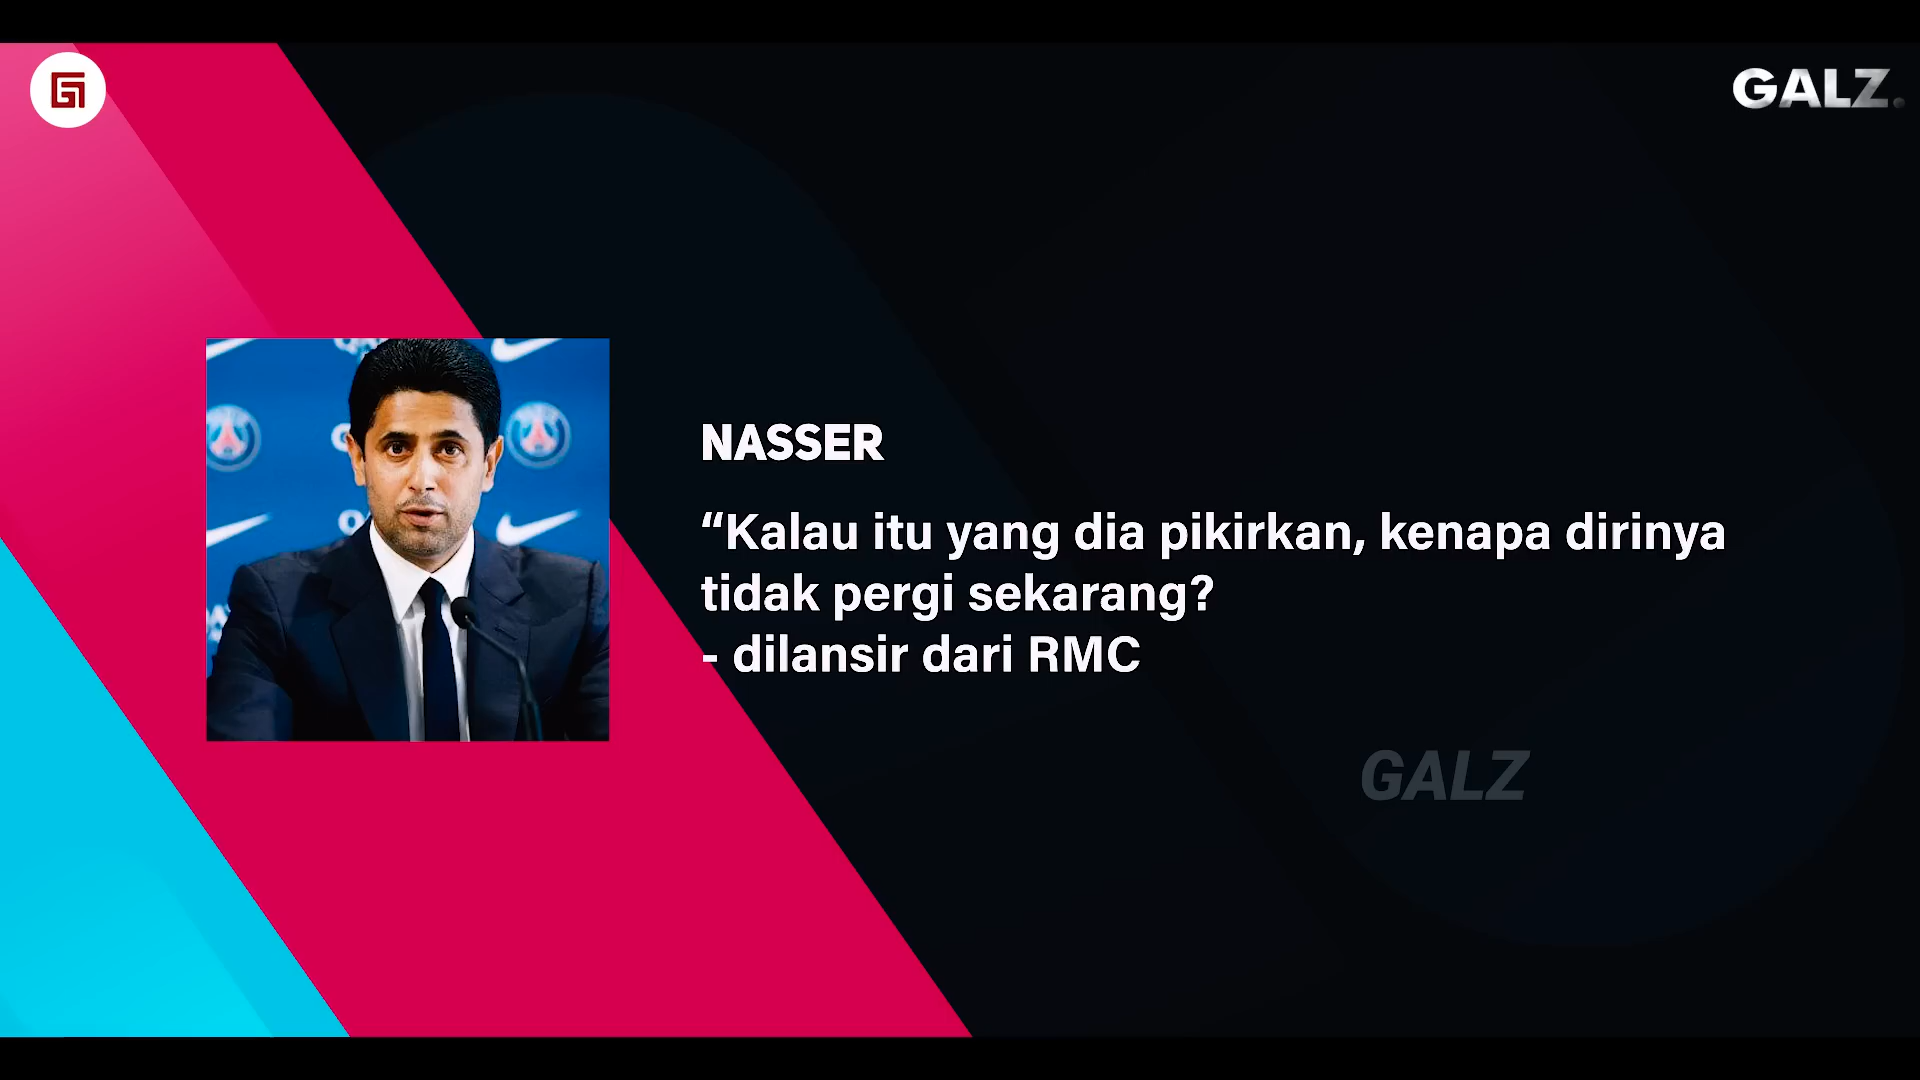 GALZ.
NASSER
“Kalau itu yang dia pikirkan, kenapa dirinya
tidak pergi sekarang?
- dilansir dari RMC
GALZ